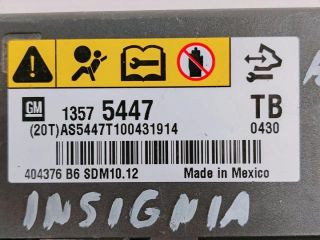 GM 1357 5447 TB
(20T)AS5447T100431914 0430
404376 B6 SDM10.12 Made in Mexico
INSIGNIA